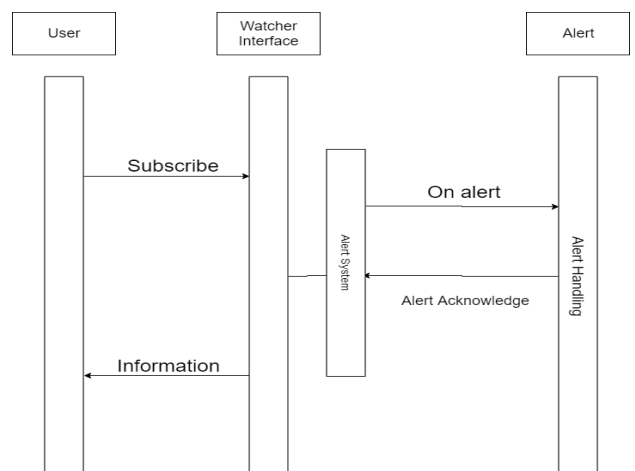 User
Watcher
Interface
Alert
Subscribe
On alert
Alert System
Alert Handling
Alert Acknowledge
Information